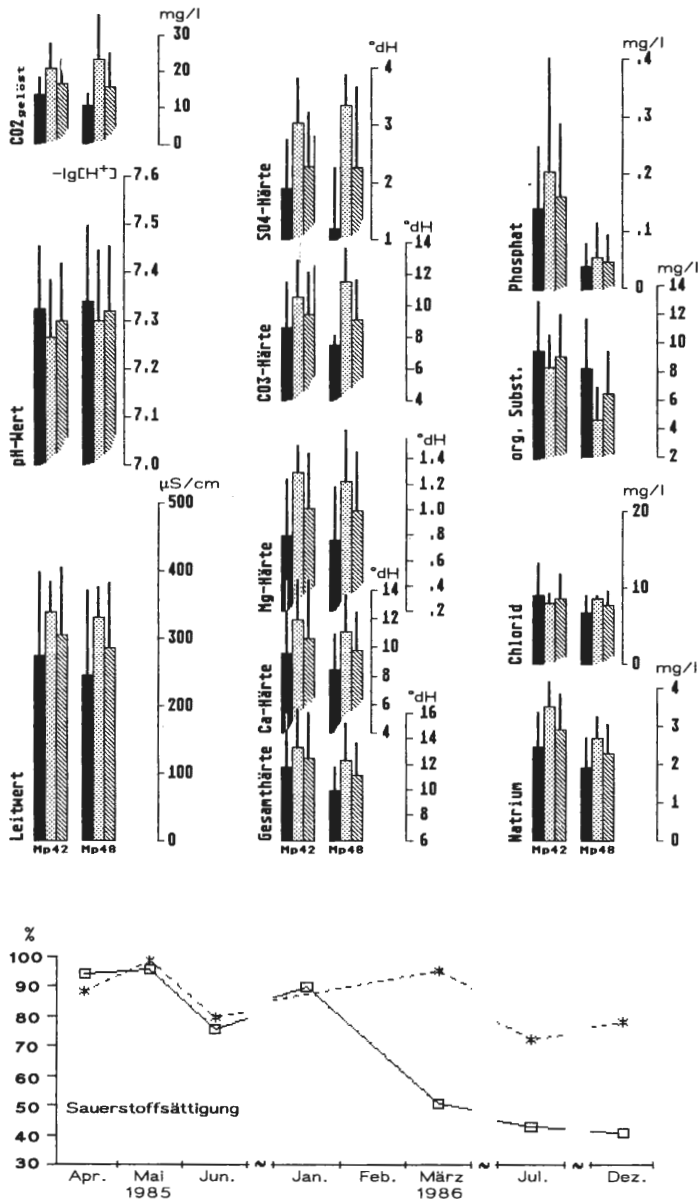 mg/l
30
20
10
0
CO2gelöst
-lg[H⁺]
7.6
7.5
7.4
7.3
7.2
7.1
7.0
pH-Wert
µS/cm
500
400
300
200
100
0
Leitwert
Mp42 Mp48
°dH
4
3
2
1
SO4-Härte
°dH
14
12
10
8
6
4
CO3-Härte
°dH
1.4
1.2
1.0
.8
.6
.4
.2
Mg-Härte
°dH
14
12
10
8
6
4
Ca-Härte
°dH
16
14
12
10
8
6
Gesamthärte
Mp42 Mp48
mg/l
.4
.3
.2
.1
0
Phosphat
mg/l
14
12
10
8
6
4
2
org. Subst.
mg/l
20
10
0
Chlorid
mg/l
4
3
2
1
0
Natrium
Mp42 Mp48
%
100
90
80
70
60
50
40
30
Sauerstoffsättigung
Apr. Mai Jun. ~ Jan. Feb. März ~ Jul. ~ Dez.
1985 1986